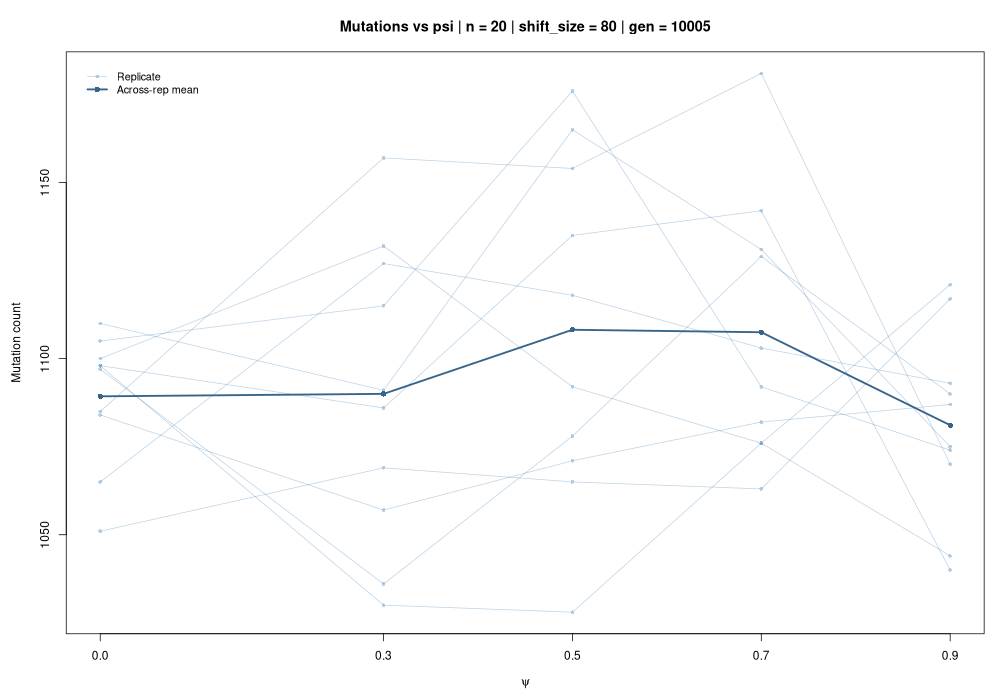 Mutations vs psi | n = 20 | shift_size = 80 | gen = 10005
Replicate
Across-rep mean
Mutation count
1150
1100
1050
0.0 0.3 0.5 0.7 0.9
ψ